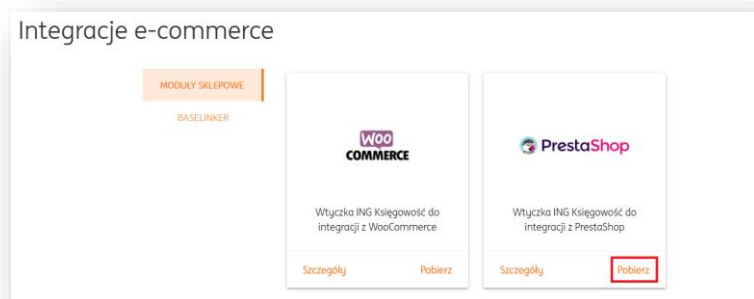 Integracje e-commerce
MODUŁY SKLEPOWE
BASELINKER
WOO
COMMERCE
Wtyczka ING Księgowość do
integracji z WooCommerce
Szczegóły Pobierz
PrestaShop
Wtyczka ING Księgowość do
integracji z PrestaShop
Szczegóły Pobierz